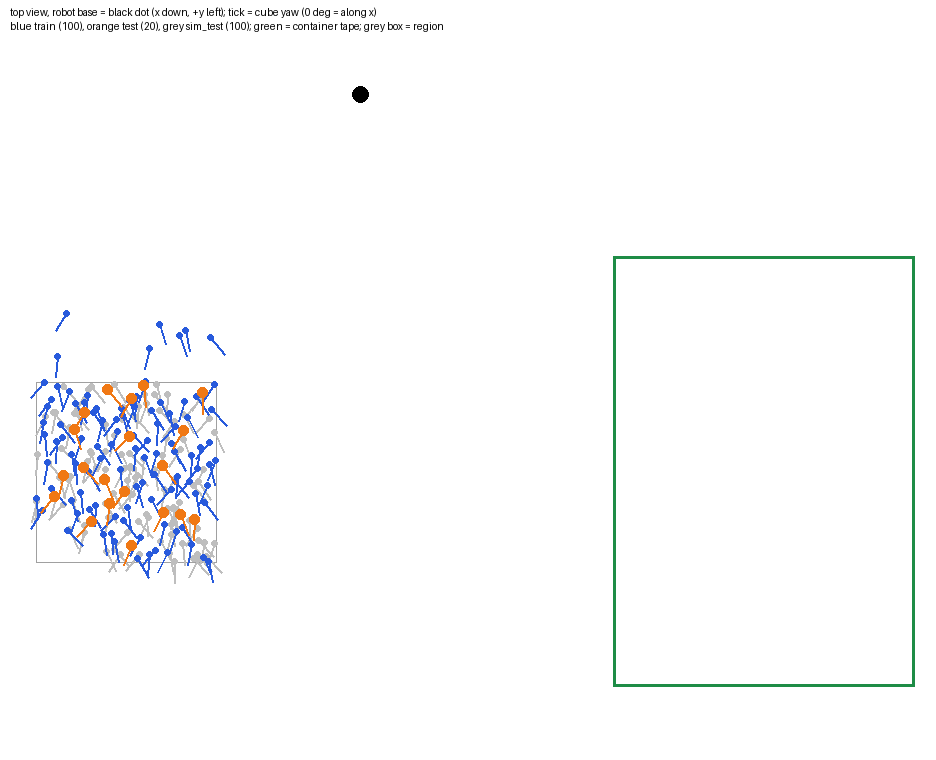 top view, robot base = black dot (x down, +y left); tick = cube yaw (0 deg = along x)
blue train (100), orange test (20), grey sim_test (100); green = container tape; grey box = region